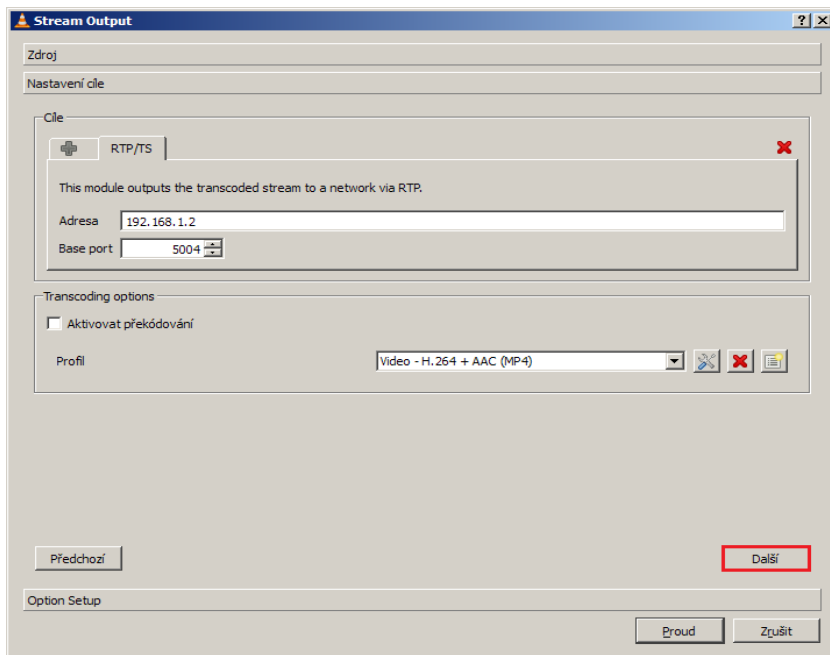 Stream Output
Zdroj
Nastavení cíle
Cíle
RTP/TS
This module outputs the transcoded stream to a network via RTP.
Adresa 192.168.1.2
Base port 5004
Transcoding options
Aktivovat překódování
Profil Video - H.264 + AAC (MP4)
Předchozí Další
Option Setup
Proud Zrušit